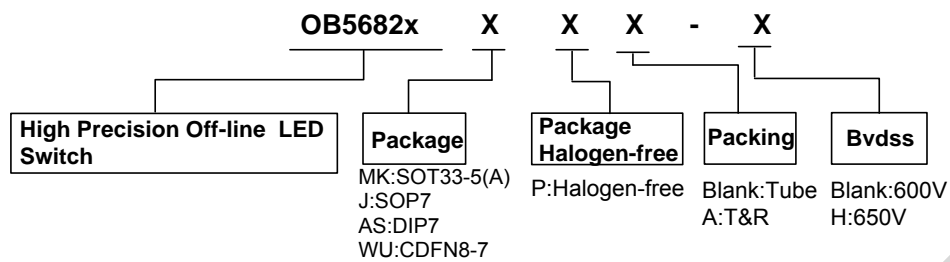 OB5682x X X X - X
High Precision Off-line LED
Switch
Package
MK:SOT33-5(A)
J:SOP7
AS:DIP7
WU:CDFN8-7
Package
Halogen-free
P:Halogen-free
Packing
Blank:Tube
A:T&R
Bvdss
Blank:600V
H:650V